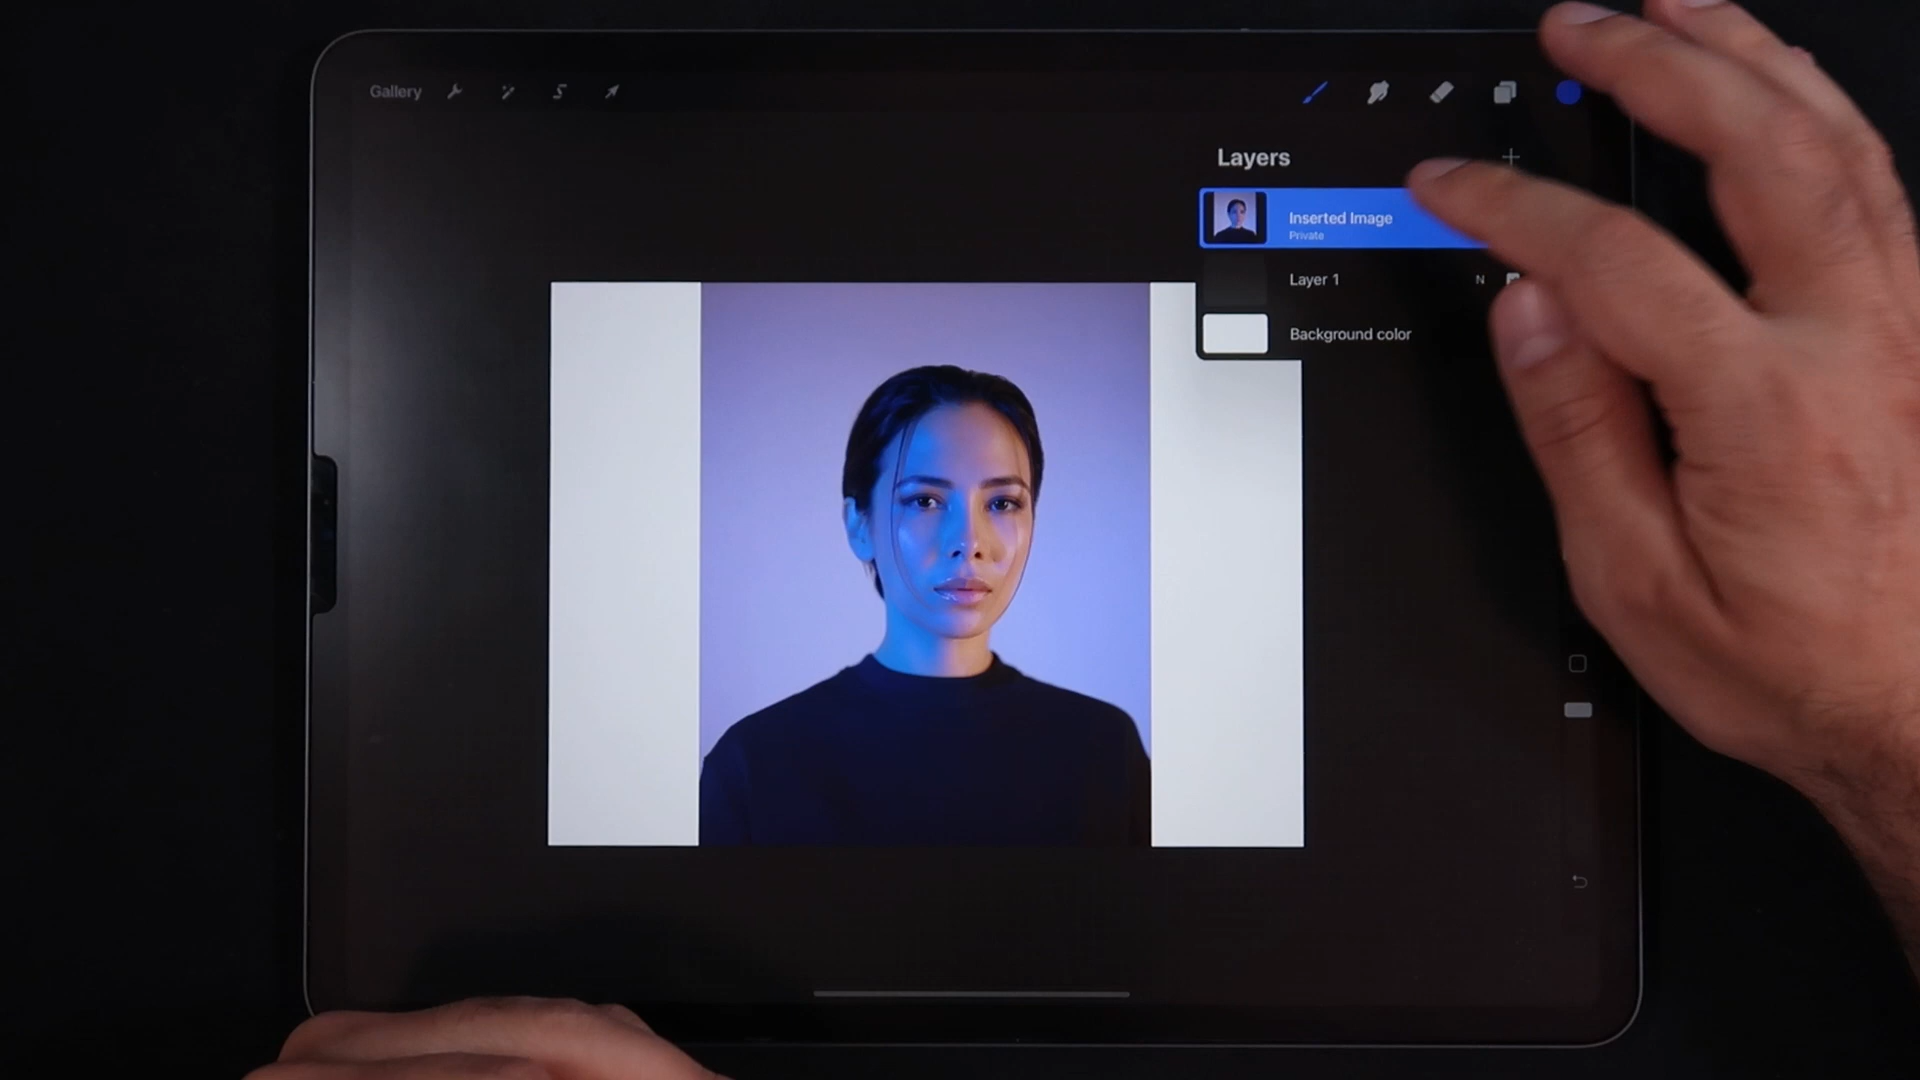 Gallery
Layers
Inserted Image
Private
Layer 1
N
Background color